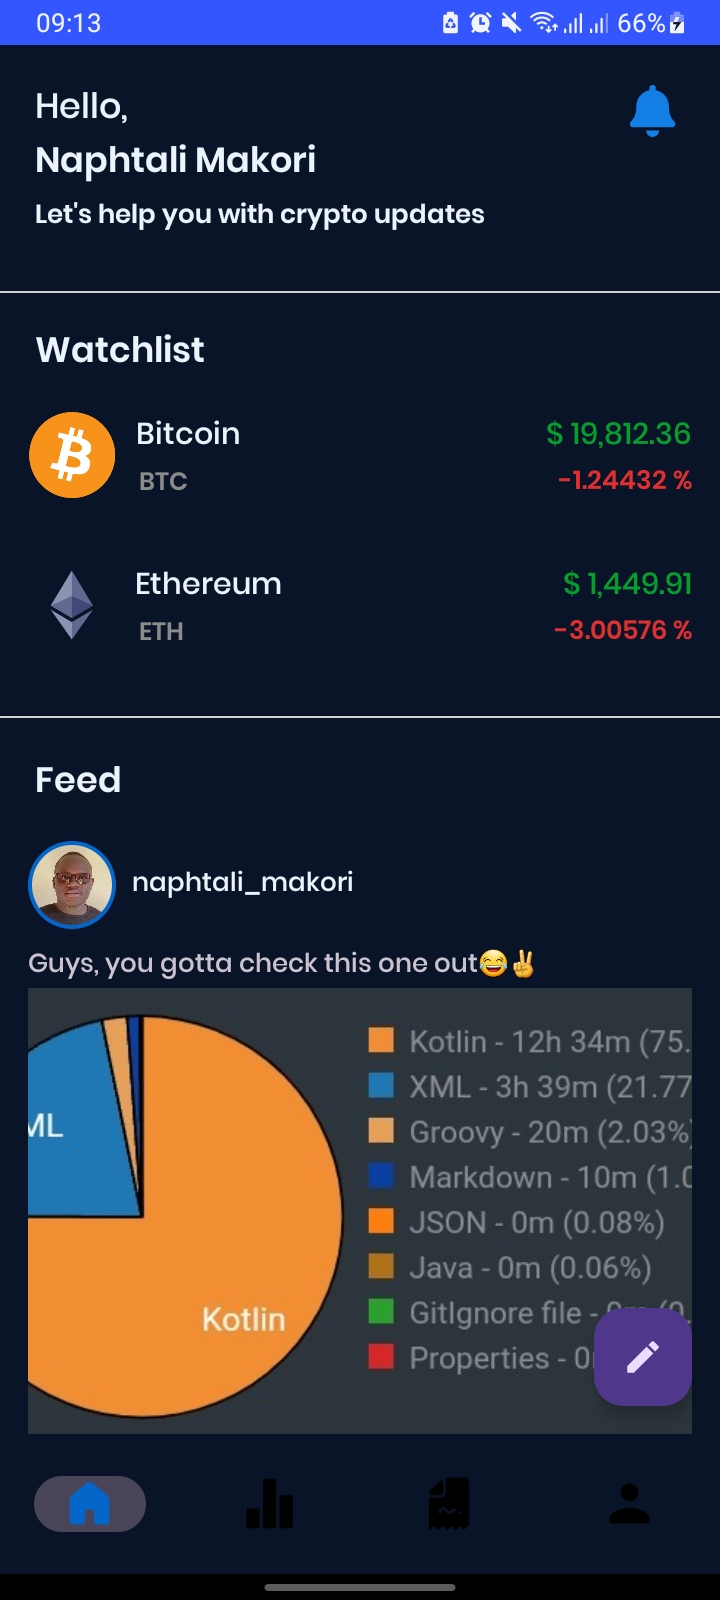 09:13 66%
Hello,
Naphtali Makori
Let's help you with crypto updates
Watchlist
Bitcoin $ 19,812.36
BTC -1.24432 %
Ethereum $ 1,449.91
ETH -3.00576 %
Feed
naphtali_makori
Guys, you gotta check this one out😂✌
Kotlin - 12h 34m (75.
XML - 3h 39m (21.77
ML Groovy - 20m (2.03%)
Markdown - 10m (1.0
JSON - 0m (0.08%)
Java - 0m (0.06%)
Kotlin GitIgnore file -
Properties - 0